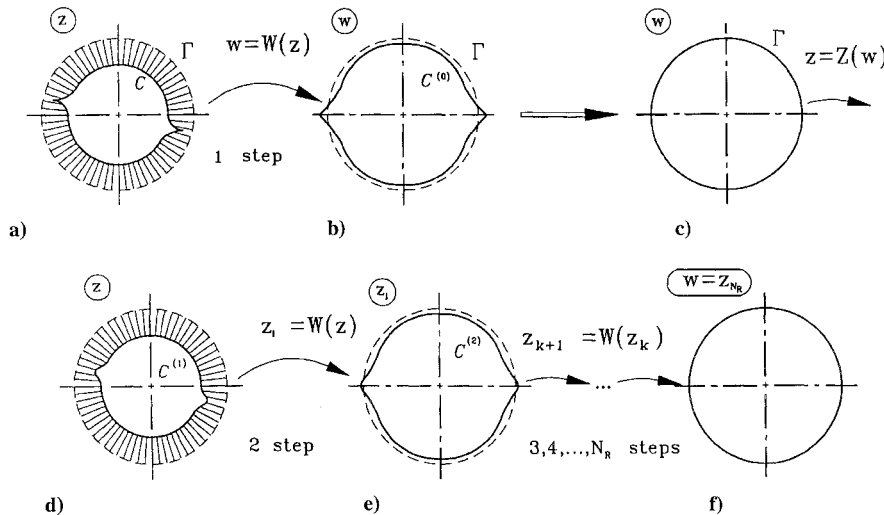 z
Γ
w=W(z)
C
1 step
a)
w
Γ
C⁽⁰⁾
b)
w
Γ
z=Z(w)
c)
z
C⁽¹⁾
z₁ =W(z)
2 step
d)
z₁
C⁽²⁾
e)
z_{k+1} =W(z_k)
...
3,4,...,N_R steps
w=z_{N_R}
f)